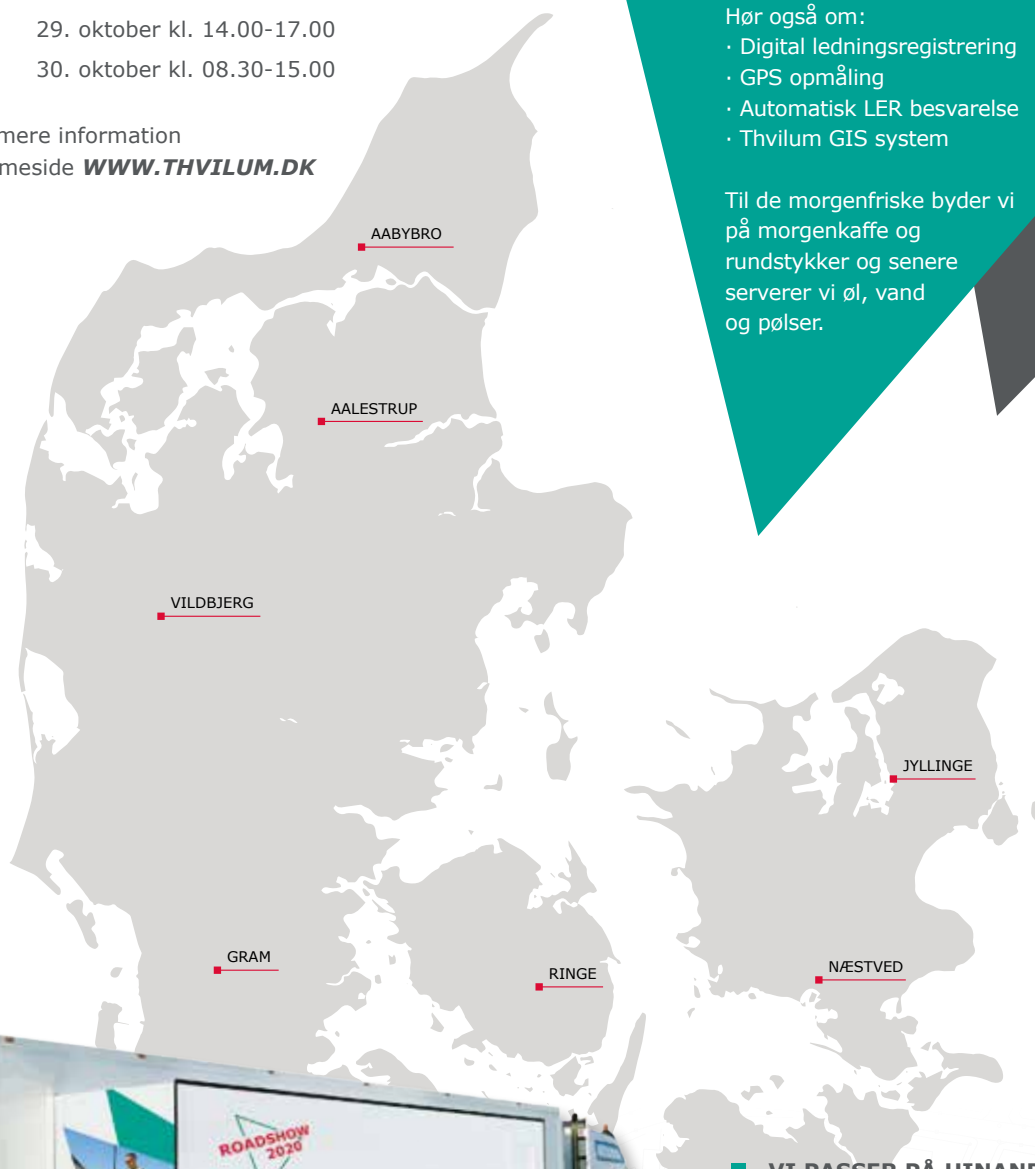 29. oktober kl. 14.00-17.00
30. oktober kl. 08.30-15.00
mere information
meside WWW.THVILUM.DK
Hør også om:
· Digital ledningsregistrering
· GPS opmåling
· Automatisk LER besvarelse
· Thvilum GIS system
Til de morgenfriske byder vi
på morgenkaffe og
rundstykker og senere
serverer vi øl, vand
og pølser.
AABYBRO
AALESTRUP
VILDBJERG
JYLLINGE
GRAM
RINGE
NÆSTVED
ROADSHOW
2020
VI PASSER PÅ